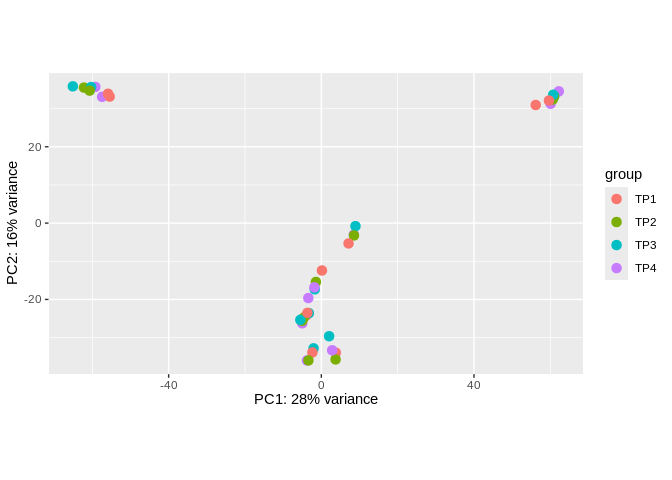 PC2: 16% variance
20
0
-20
-40
0
40
PC1: 28% variance
group
TP1
TP2
TP3
TP4